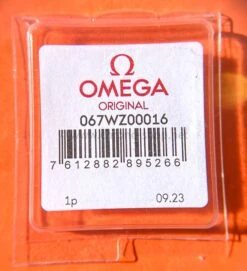 Ω
OMEGA
ORIGINAL
067WZ00016
7 612882 895266
1p 09.23